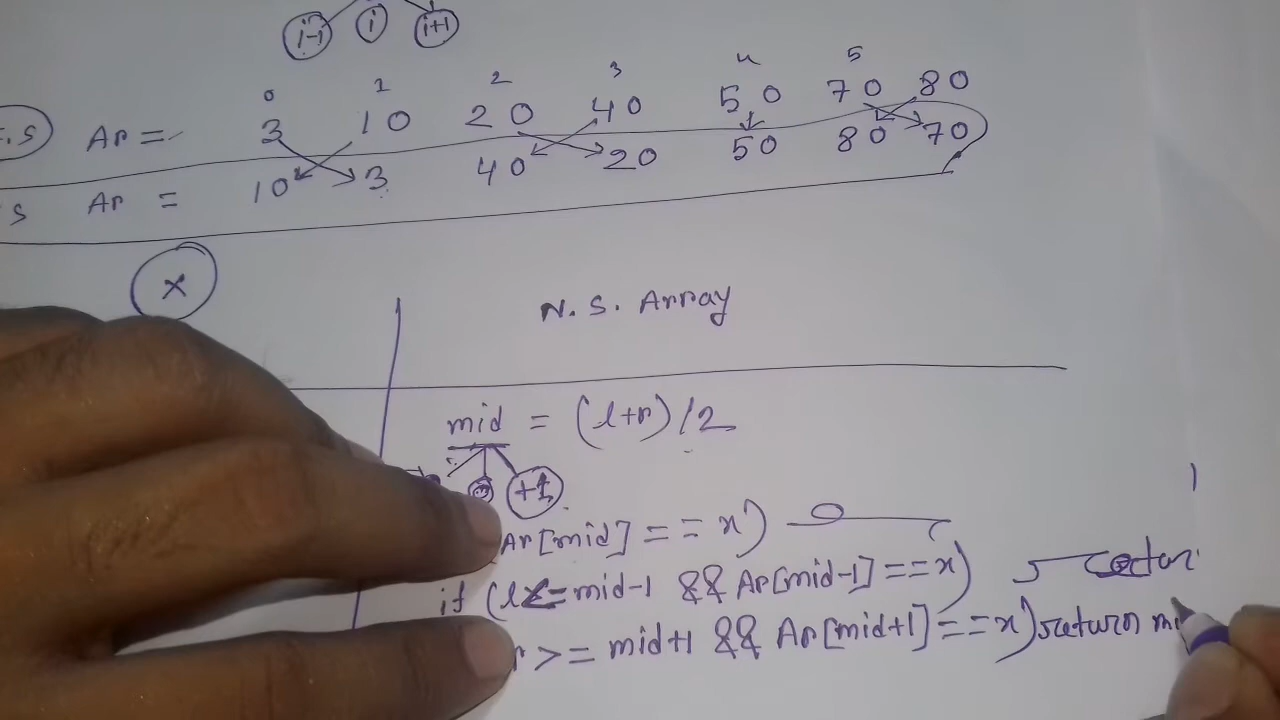 i-1 i i+1
0 1 2 3 4 5
.S Ar = 3 10 20 40 50 70 80
S Ar = 10 3 40 20 50 80 70
x
N.S. Array
mid = (l+r)/2
+1
Ar[mid] == x)
if (l<=mid-1 && Ar[mid-1]==x)
r >= mid+1 && Ar[mid+1]==x) return mi